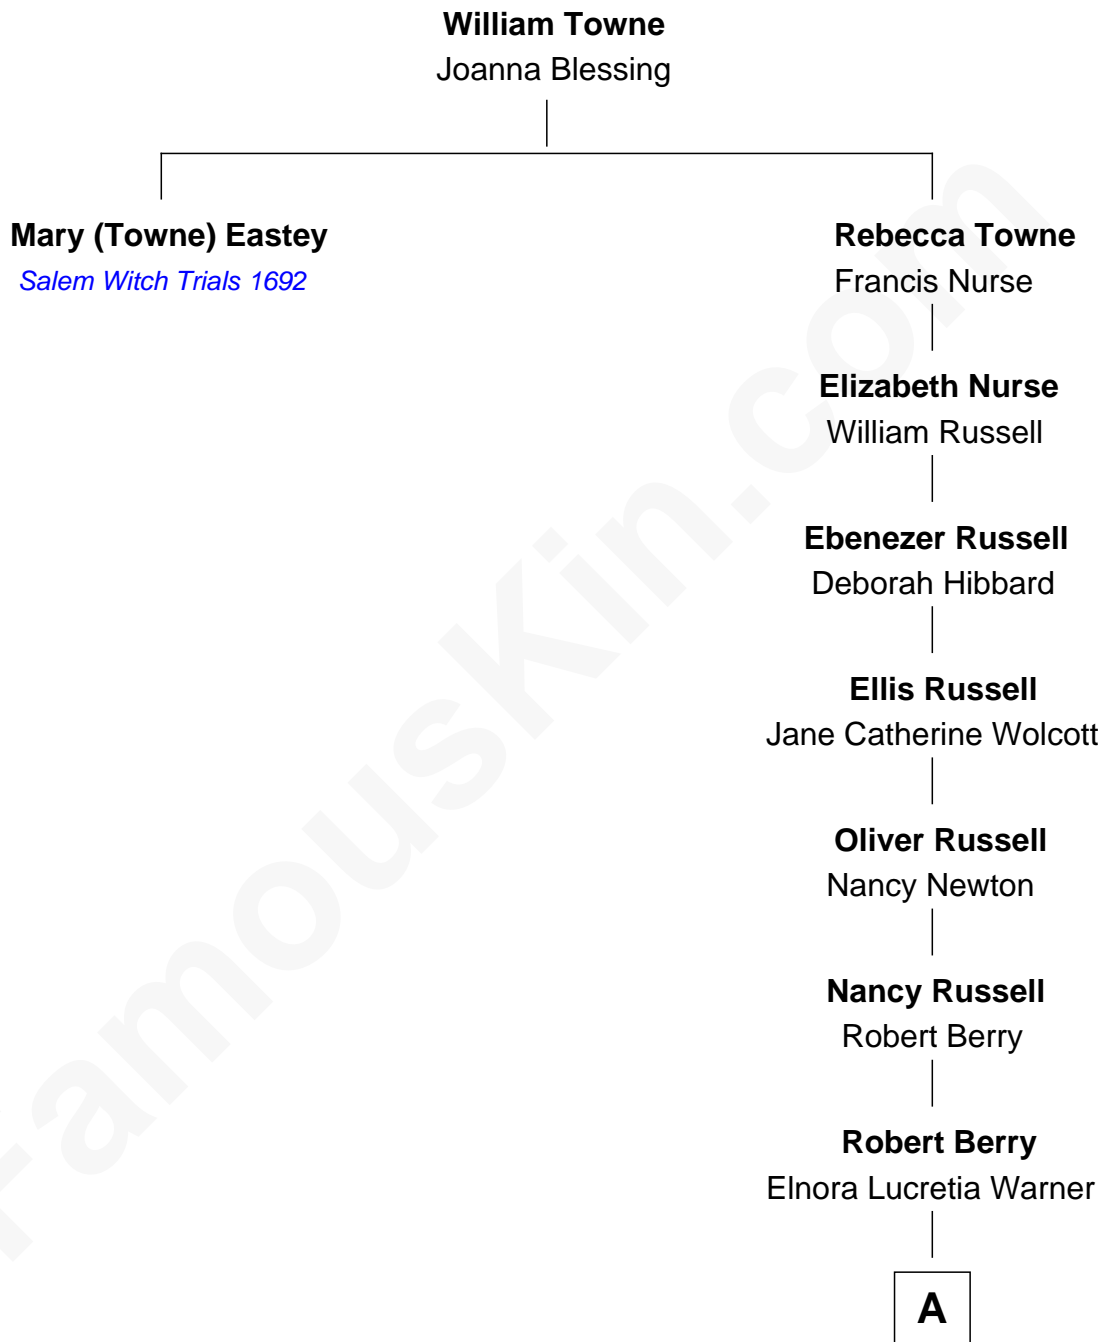 William Towne
Joanna Blessing
Mary (Towne) Eastey
Salem Witch Trials 1692
Rebecca Towne
Francis Nurse
Elizabeth Nurse
William Russell
Ebenezer Russell
Deborah Hibbard
Ellis Russell
Jane Catherine Wolcott
Oliver Russell
Nancy Newton
Nancy Russell
Robert Berry
Robert Berry
Elnora Lucretia Warner
A
FamousKin.com